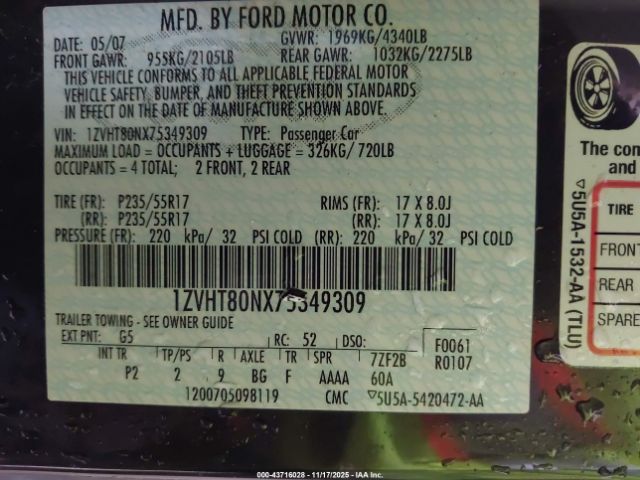 MFD. BY FORD MOTOR CO.
DATE: 05/07 GVWR: 1969KG/4340LB
FRONT GAWR: 955KG/2105LB REAR GAWR: 1032KG/2275LB
THIS VEHICLE CONFORMS TO ALL APPLICABLE FEDERAL MOTOR
VEHICLE SAFETY, BUMPER, AND THEFT PREVENTION STANDARDS
IN EFFECT ON THE DATE OF MANUFACTURE SHOWN ABOVE.
VIN: 1ZVHT80NX75349309 TYPE: Passenger Car
MAXIMUM LOAD = OCCUPANTS + LUGGAGE = 326KG/ 720LB
OCCUPANTS = 4 TOTAL; 2 FRONT, 2 REAR
TIRE (FR): P235/55R17 RIMS (FR): 17 X 8.0J
(RR): P235/55R17 (RR): 17 X 8.0J
PRESSURE (FR): 220 kPa/ 32 PSI COLD (RR): 220 kPa/ 32 PSI COLD
1ZVHT80NX75349309
TRAILER TOWING - SEE OWNER GUIDE
EXT PNT: G5 RC: 52 DSO: F0061
INT TR TP/PS R AXLE TR SPR 7ZF2B R0107
P2 2 9 BG F AAAA 60A
1200705098119 CMC ▽5U5A-5420472-AA
The com
and
▽5U5A-1532-AA (TLU)
TIRE
FRONT
REAR
SPARE
000-43716028 - 11/17/2025 - IAA Inc.